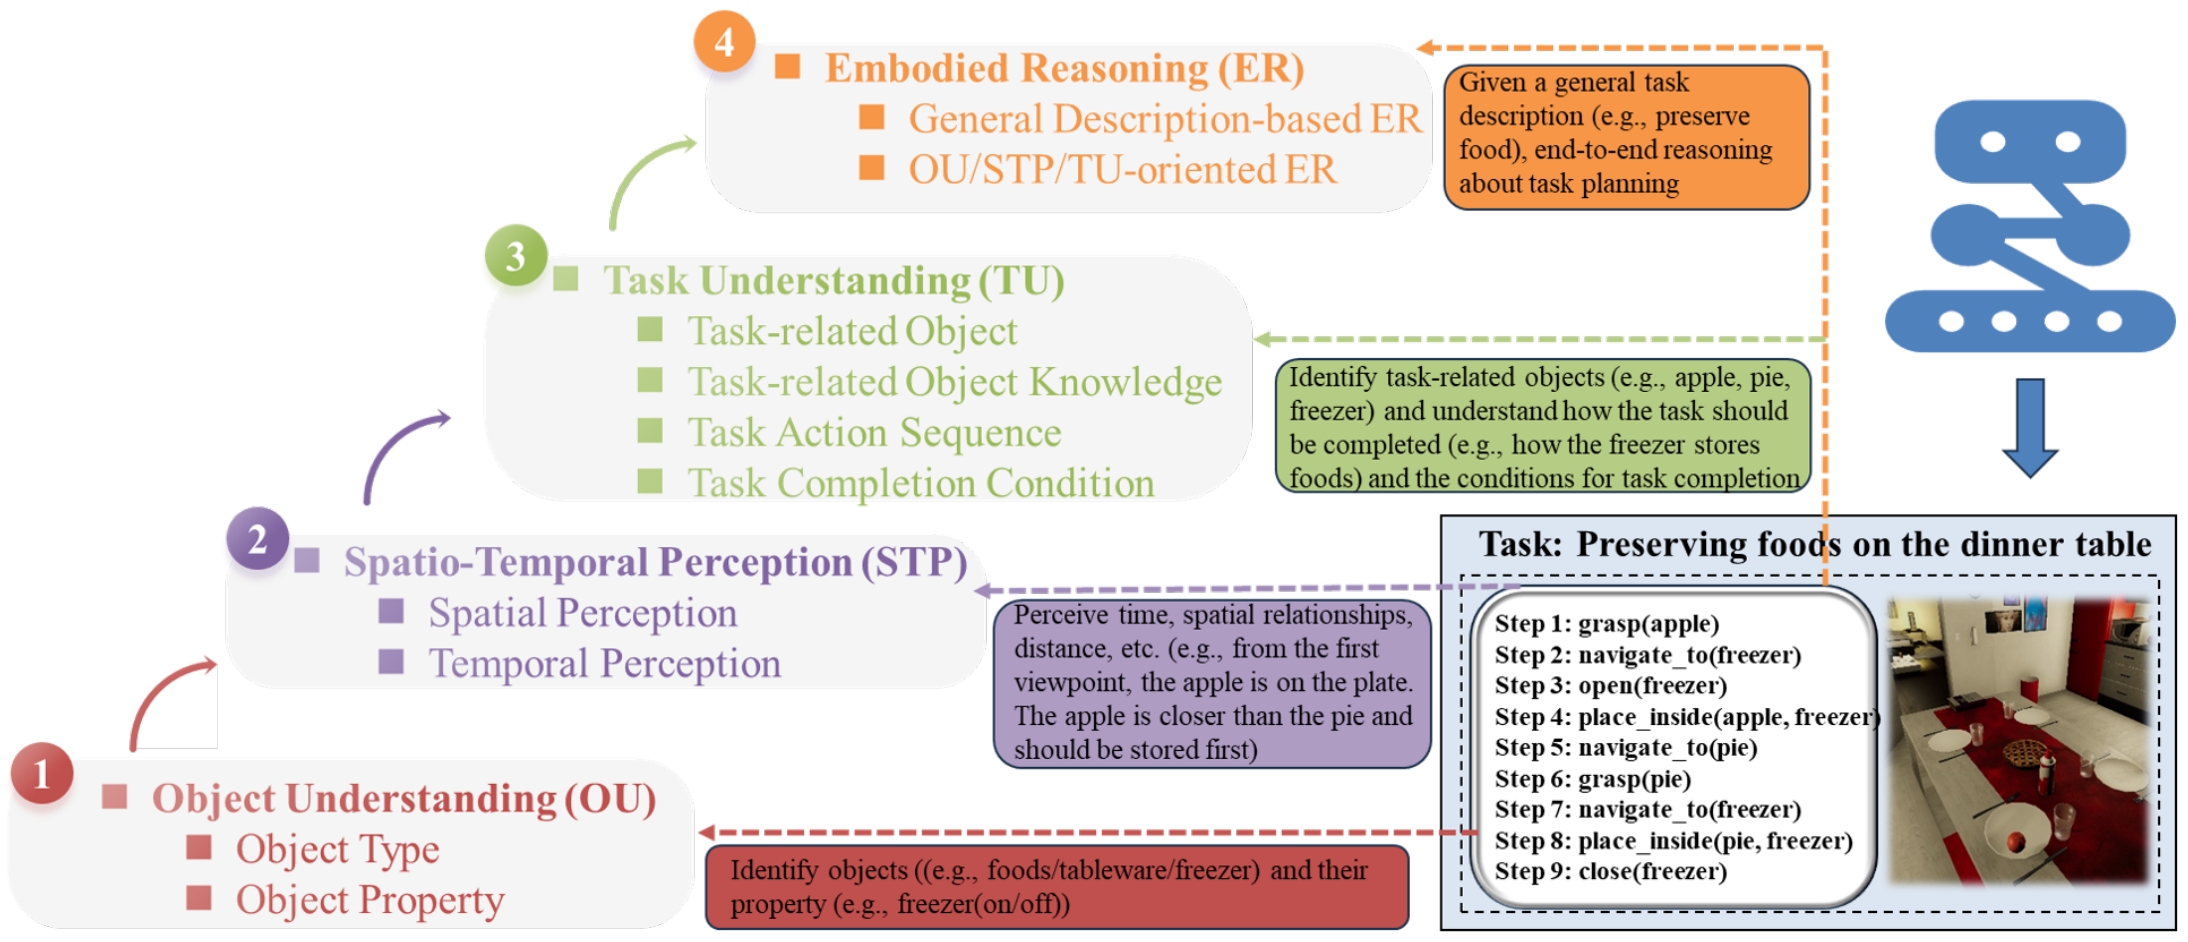 4
Embodied Reasoning (ER)
General Description-based ER
OU/STP/TU-oriented ER
Given a general task
description (e.g., preserve
food), end-to-end reasoning
about task planning
3
Task Understanding (TU)
Task-related Object
Task-related Object Knowledge
Task Action Sequence
Task Completion Condition
Identify task-related objects (e.g., apple, pie,
freezer) and understand how the task should
be completed (e.g., how the freezer stores
foods) and the conditions for task completion
2
Spatio-Temporal Perception (STP)
Spatial Perception
Temporal Perception
Perceive time, spatial relationships,
distance, etc. (e.g., from the first
viewpoint, the apple is on the plate.
The apple is closer than the pie and
should be stored first)
1
Object Understanding (OU)
Object Type
Object Property
Identify objects ((e.g., foods/tableware/freezer) and their
property (e.g., freezer(on/off))
Task: Preserving foods on the dinner table
Step 1: grasp(apple)
Step 2: navigate_to(freezer)
Step 3: open(freezer)
Step 4: place_inside(apple, freezer)
Step 5: navigate_to(pie)
Step 6: grasp(pie)
Step 7: navigate_to(freezer)
Step 8: place_inside(pie, freezer)
Step 9: close(freezer)